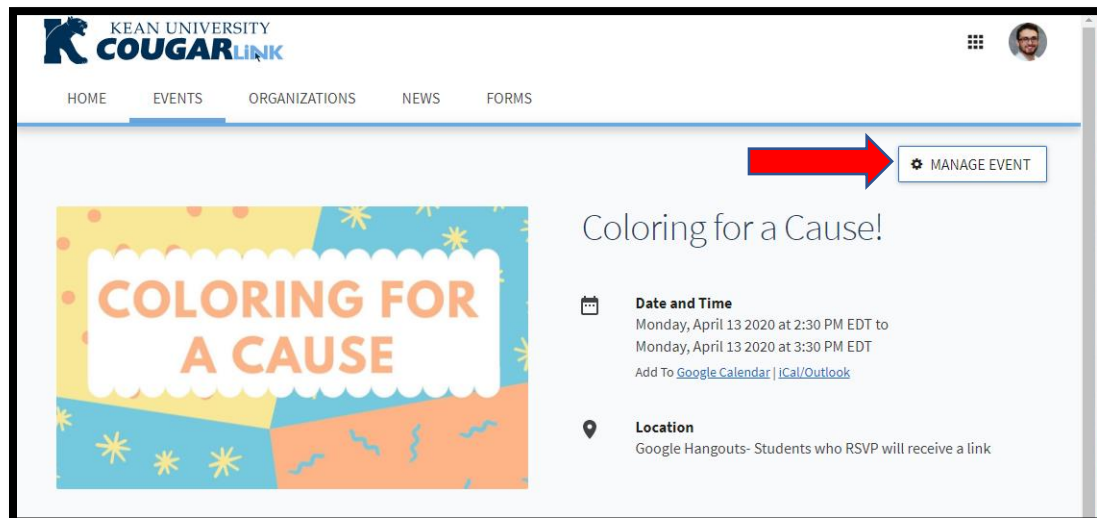 KEAN UNIVERSITY
COUGARLINK
HOME EVENTS ORGANIZATIONS NEWS FORMS
MANAGE EVENT
COLORING FOR
A CAUSE
Coloring for a Cause!
Date and Time
Monday, April 13 2020 at 2:30 PM EDT to
Monday, April 13 2020 at 3:30 PM EDT
Add To Google Calendar | iCal/Outlook
Location
Google Hangouts- Students who RSVP will receive a link